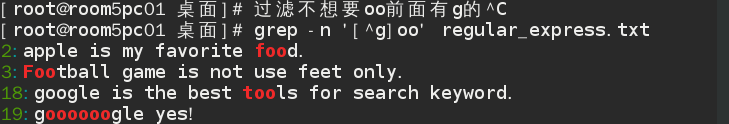 [root@room5pc01 桌面]# 过滤不想要oo前面有g的^C
[root@room5pc01 桌面]# grep -n '[^g]oo' regular_express.txt
2:apple is my favorite food.
3:Football game is not use feet only.
18:google is the best tools for search keyword.
19:goooooogle yes!